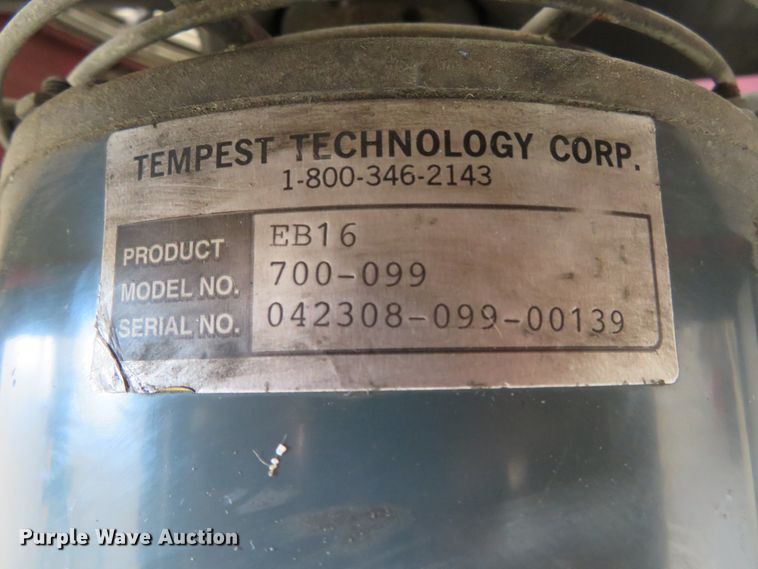 TEMPEST TECHNOLOGY CORP.
1-800-346-2143
PRODUCT EB16
MODEL NO. 700-099
SERIAL NO. 042308-099-00139
Purple Wave Auction